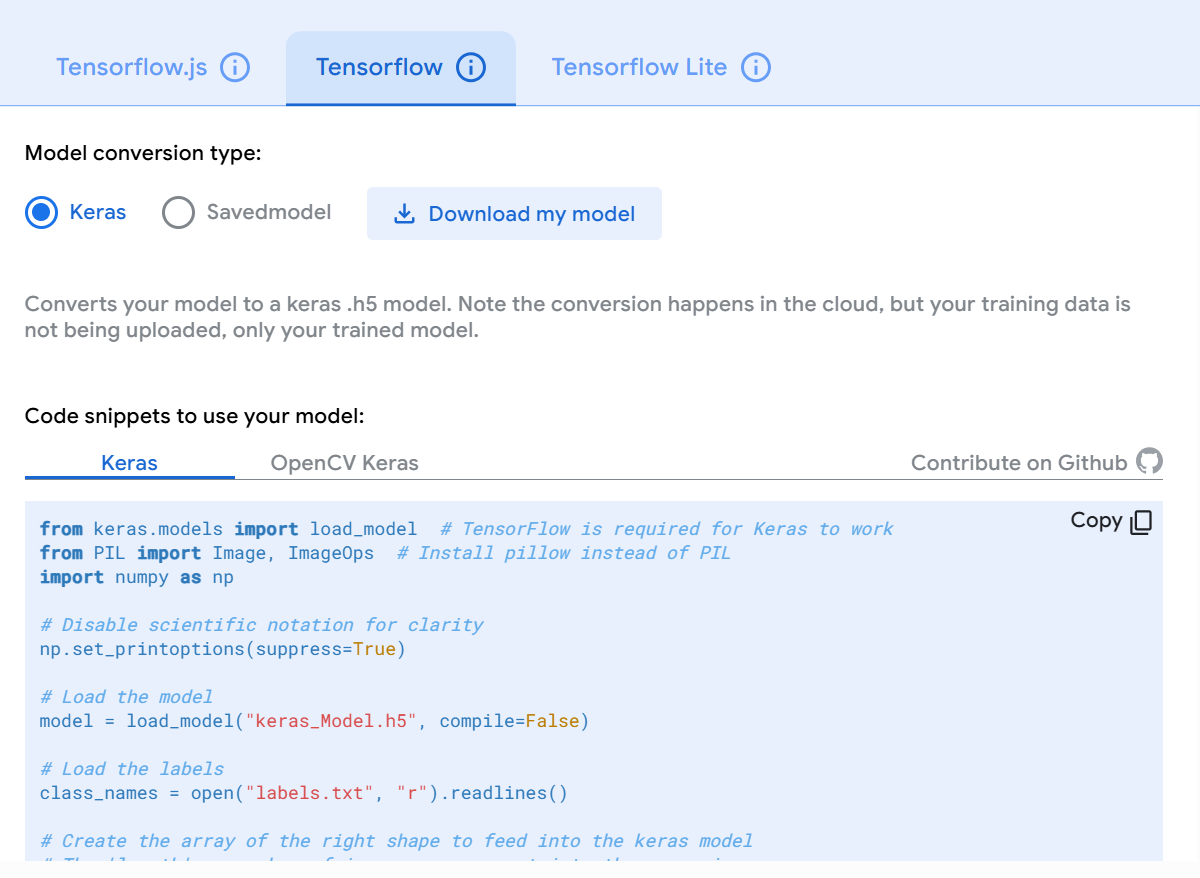 Tensorflow.js Tensorflow Tensorflow Lite
Model conversion type:
Keras Savedmodel Download my model
Converts your model to a keras .h5 model. Note the conversion happens in the cloud, but your training data is
not being uploaded, only your trained model.
Code snippets to use your model:
Keras OpenCV Keras Contribute on Github
Copy
from keras.models import load_model  # TensorFlow is required for Keras to work
from PIL import Image, ImageOps  # Install pillow instead of PIL
import numpy as np
# Disable scientific notation for clarity
np.set_printoptions(suppress=True)
# Load the model
model = load_model("keras_Model.h5", compile=False)
# Load the labels
class_names = open("labels.txt", "r").readlines()
# Create the array of the right shape to feed into the keras model